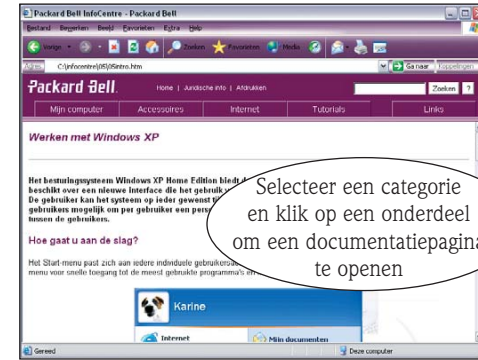 Packard Bell InfoCentre - Packard Bell
Bestand Bewerken Beeld Favorieten Extra Help
Vorige Zoeken Favorieten Media
Adres C:\infocentre\05\05intro.htm Ga naar Koppelingen
Packard Bell Home | Juridische info | Afdrukken Zoeken ?
Mijn computer Accessoires Internet Tutorials Links
Werken met Windows XP
Het besturingssysteem Windows XP Home Edition biedt
beschikt over een nieuwe interface die het gebruik
De gebruiker kan het systeem op ieder gewenst
gebruikers mogelijk om per gebruiker een
tussen de gebruikers.
Hoe gaat u aan de slag?
Het Start-menu past zich aan iedere individuele
menu voor snelle toegang tot de meest gebruikte programma's en
Selecteer een categorie
en klik op een onderdeel
om een documentatiepagina
te openen
Karine
Internet Mijn documenten
Gereed Deze computer